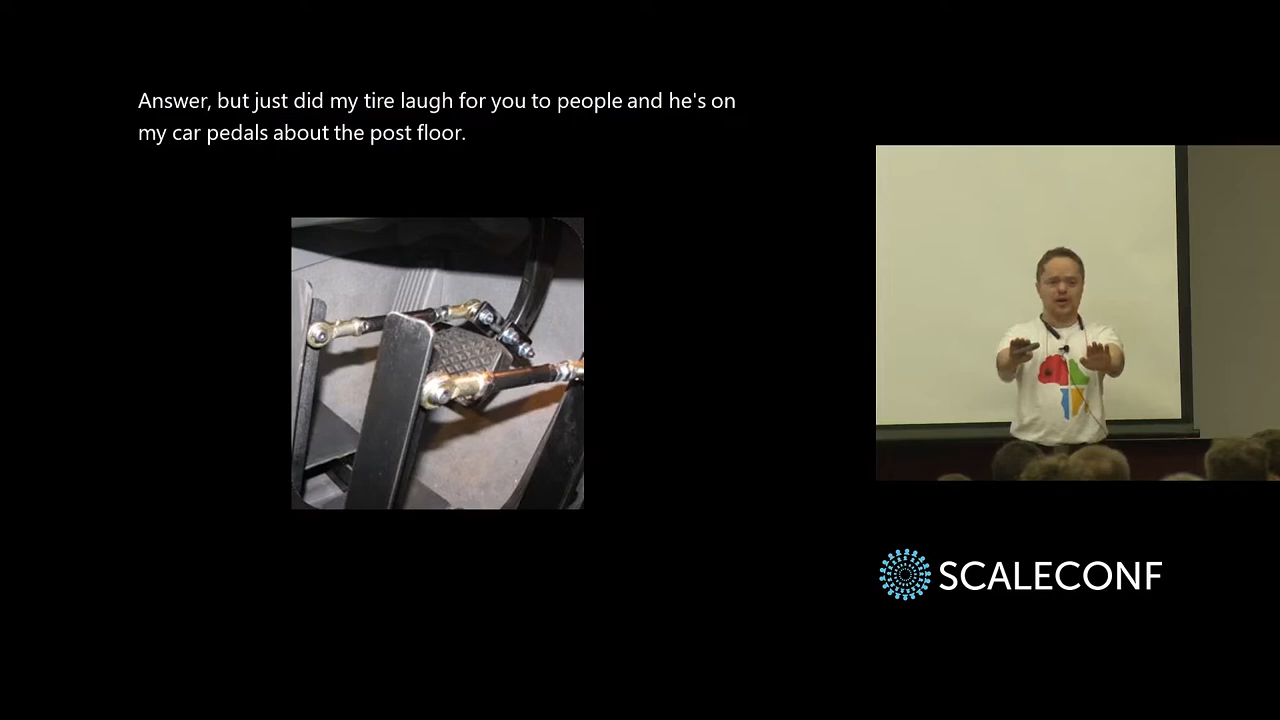 Answer, but just did my tire laugh for you to people and he's on
my car pedals about the post floor.
SCALECONF